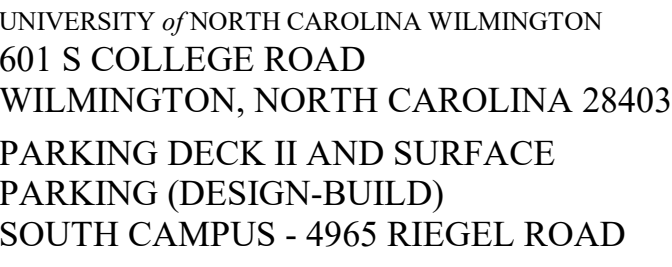 UNIVERSITY of NORTH CAROLINA WILMINGTON
601 S COLLEGE ROAD
WILMINGTON, NORTH CAROLINA 28403
PARKING DECK II AND SURFACE
PARKING (DESIGN-BUILD)
SOUTH CAMPUS - 4965 RIEGEL ROAD